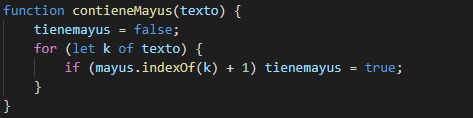 function contieneMayus(texto) {
    tienemayus = false;
    for (let k of texto) {
        if (mayus.indexOf(k) + 1) tienemayus = true;
    }
}